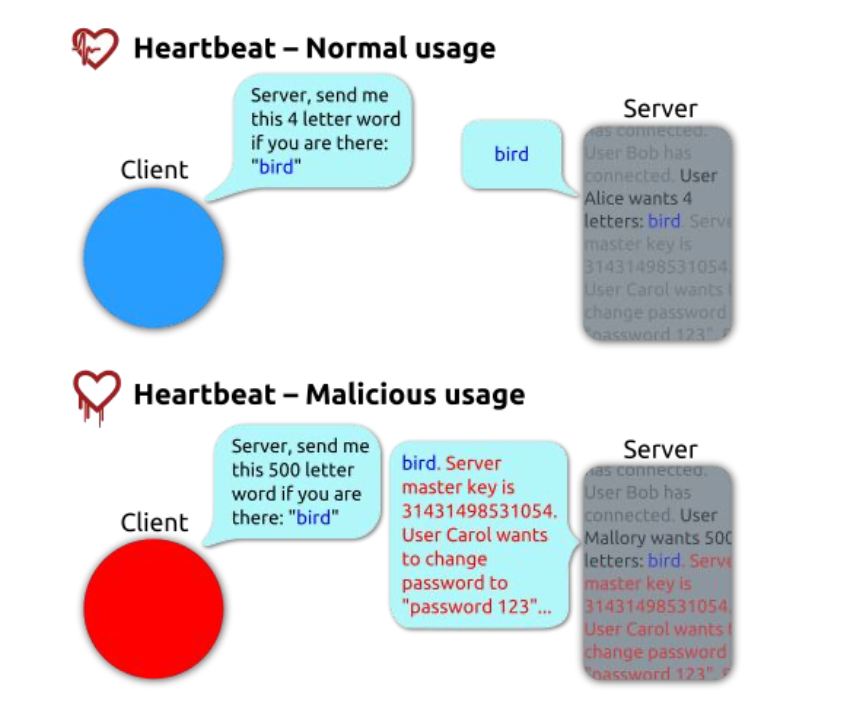 Heartbeat – Normal usage
Server, send me
this 4 letter word
if you are there:
"bird"
Client
bird
Server
has connected.
User Bob has
connected. User
Alice wants 4
letters: bird. Serve
master key is
31431498531054.
User Carol wants t
change password
"password 123".
Heartbeat – Malicious usage
Server, send me
this 500 letter
word if you are
there: "bird"
Client
bird. Server
master key is
31431498531054.
User Carol wants
to change
password to
"password 123"...
Server
has connected.
User Bob has
connected. User
Mallory wants 500
letters: bird. Serve
master key is
31431498531054.
User Carol wants t
change password
"password 123".